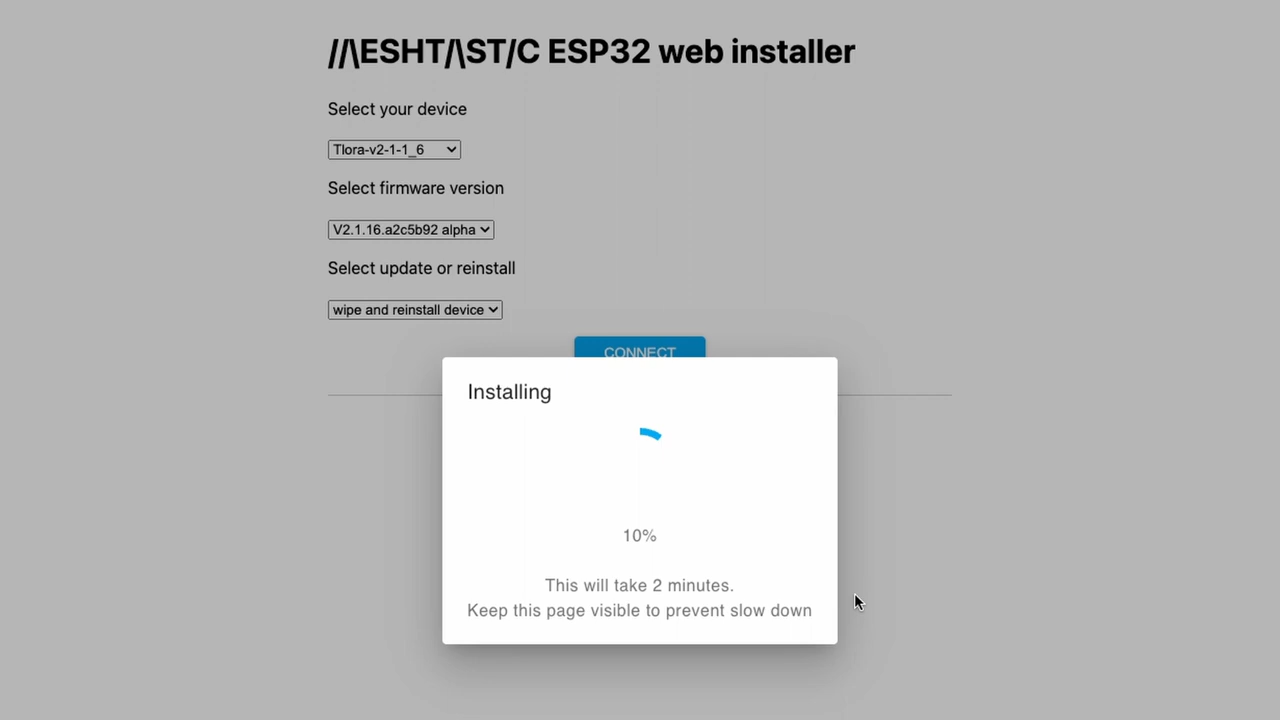 //\ESHT/\ST/C ESP32 web installer
Select your device
Tlora-v2-1-1_6
Select firmware version
V2.1.16.a2c5b92 alpha
Select update or reinstall
wipe and reinstall device
CONNECT
Installing
10%
This will take 2 minutes.
Keep this page visible to prevent slow down